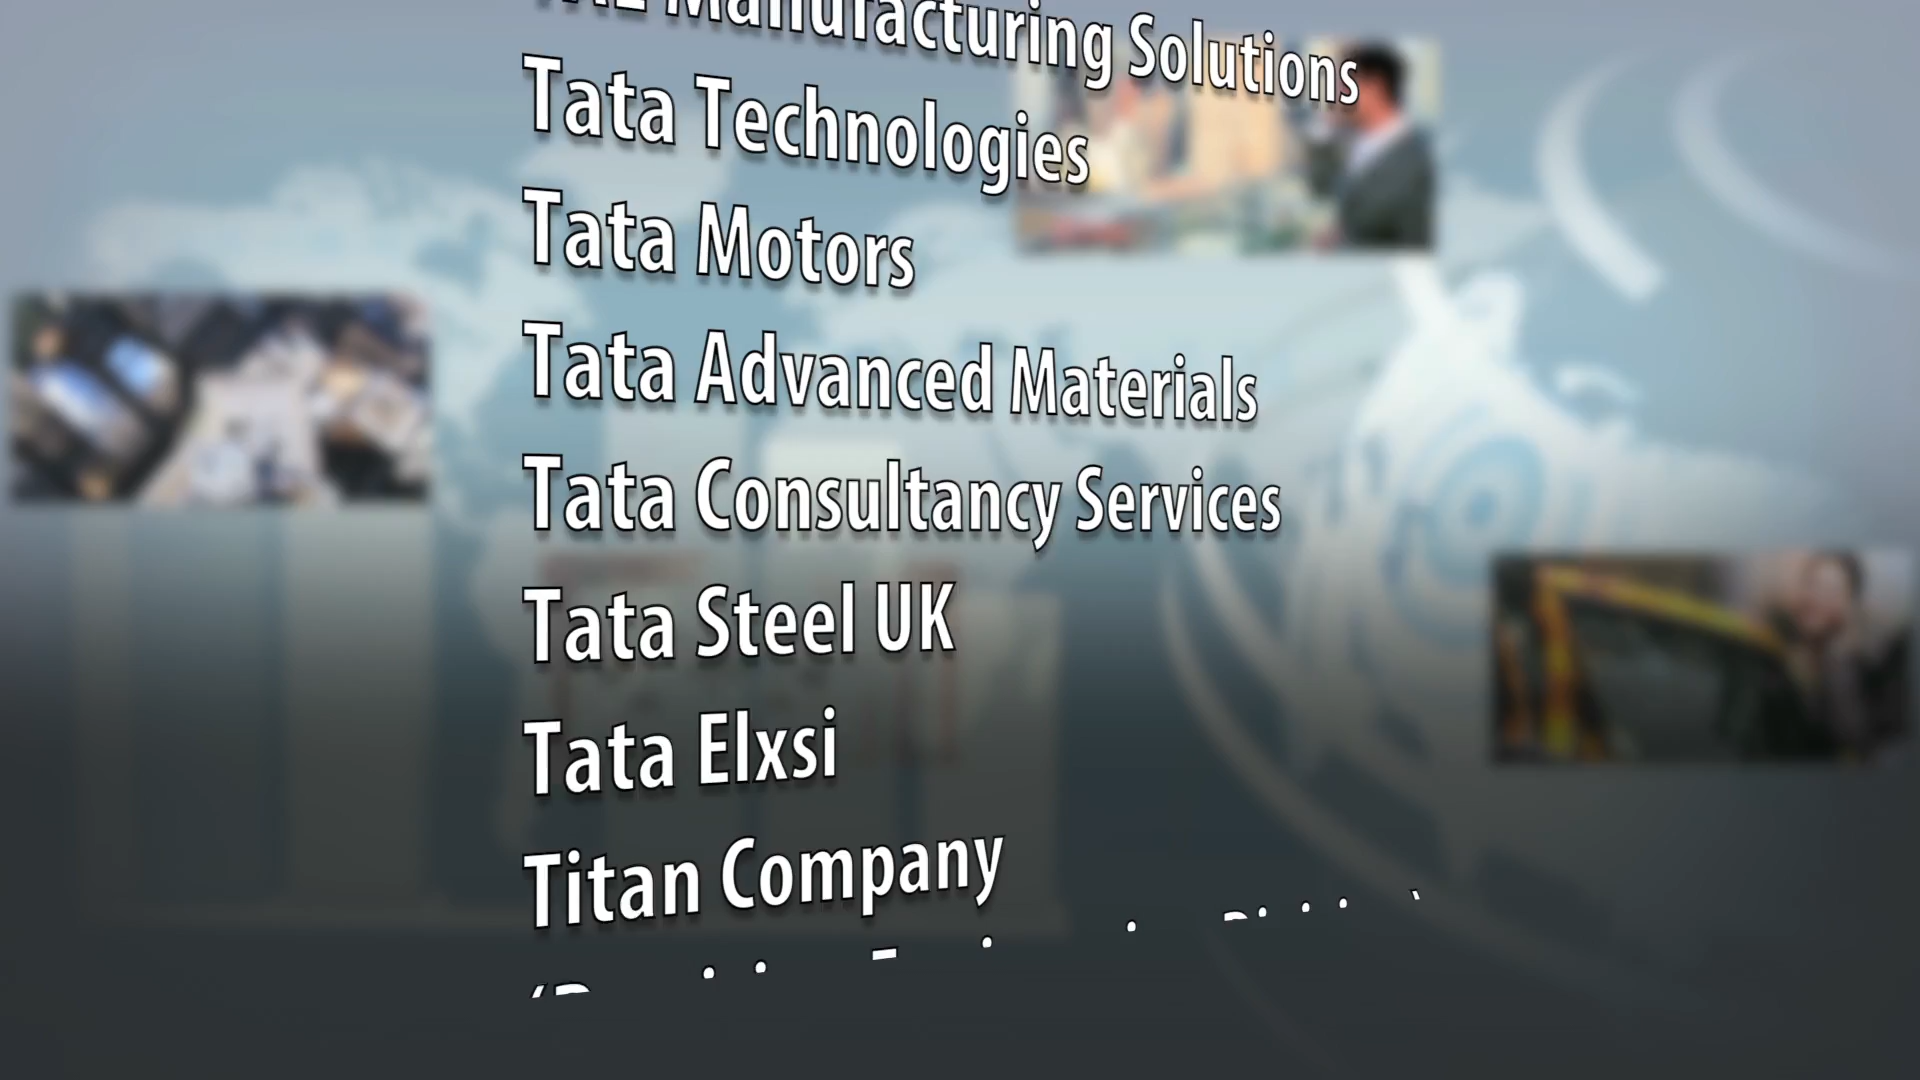 Manufacturing Solutions
Tata Technologies
Tata Motors
Tata Advanced Materials
Tata Consultancy Services
Tata Steel UK
Tata Elxsi
Titan Company